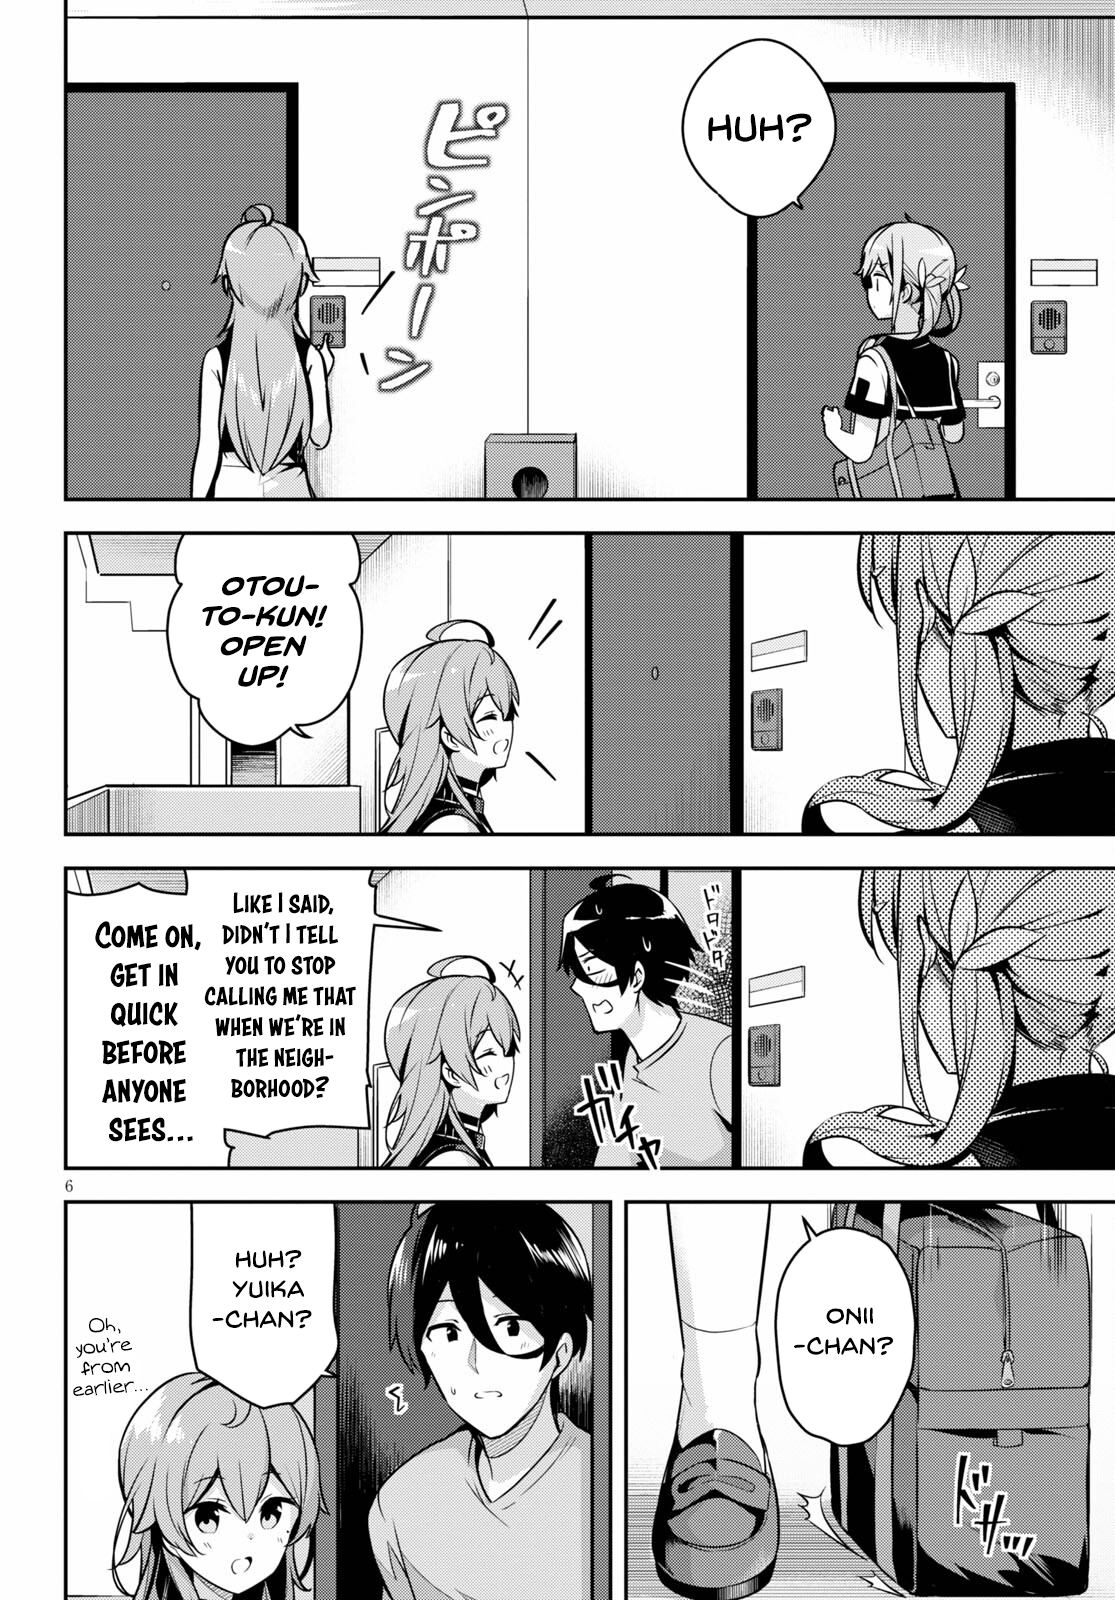 HUH?
ピンポーン
OTOU-
TO-KUN!
OPEN
UP!
ドタドタ
LIKE I SAID,
DIDN'T I TELL
YOU TO STOP
CALLING ME THAT
WHEN WE'RE IN
THE NEIGH-
BORHOOD?
COME ON,
GET IN
QUICK
BEFORE
ANYONE
SEES...
ガチャ
6
ONII
-CHAN?
ドサッ...
HUH?
YUIKA
-CHAN?
Oh,
you're
from
earlier...